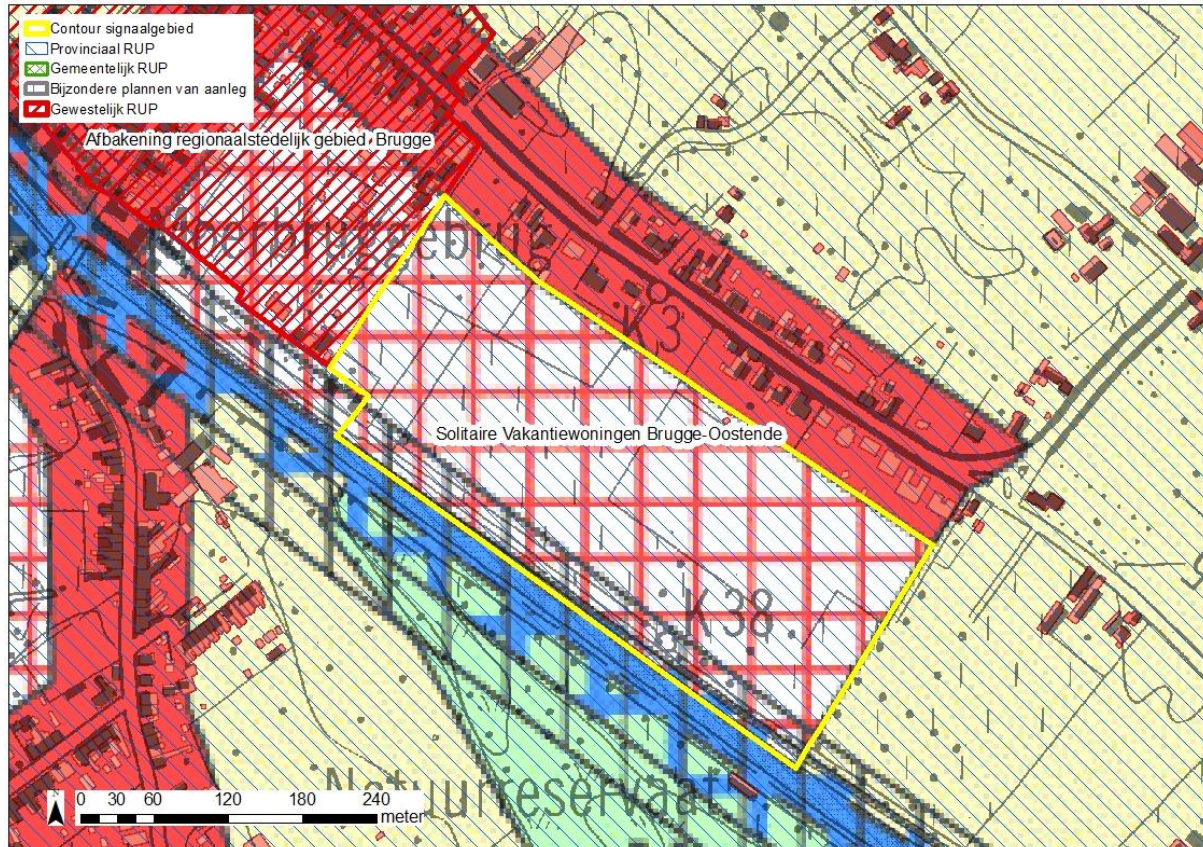 Contour signaalgebied
Provinciaal RUP
Gemeentelijk RUP
Bijzondere plannen van aanleg
Gewestelijk RUP
Afbakening regionaalstedelijk gebied Brugge
Moerbruggebrug
K3
Solitaire Vakantiewoningen Brugge-Oostende
K38
Natuurreservaat
N
0 30 60 120 180 240
meter